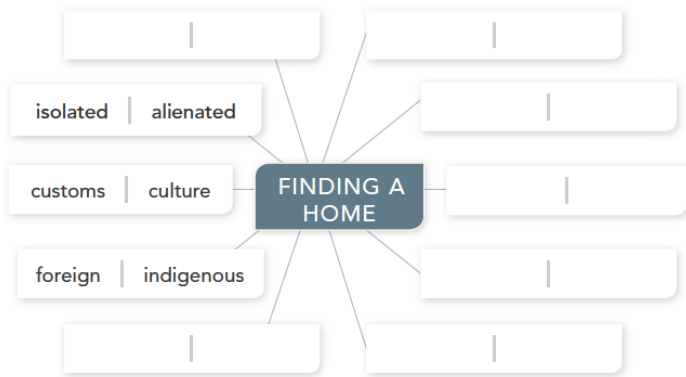 isolated | alienated
customs | culture
FINDING A
HOME
foreign | indigenous